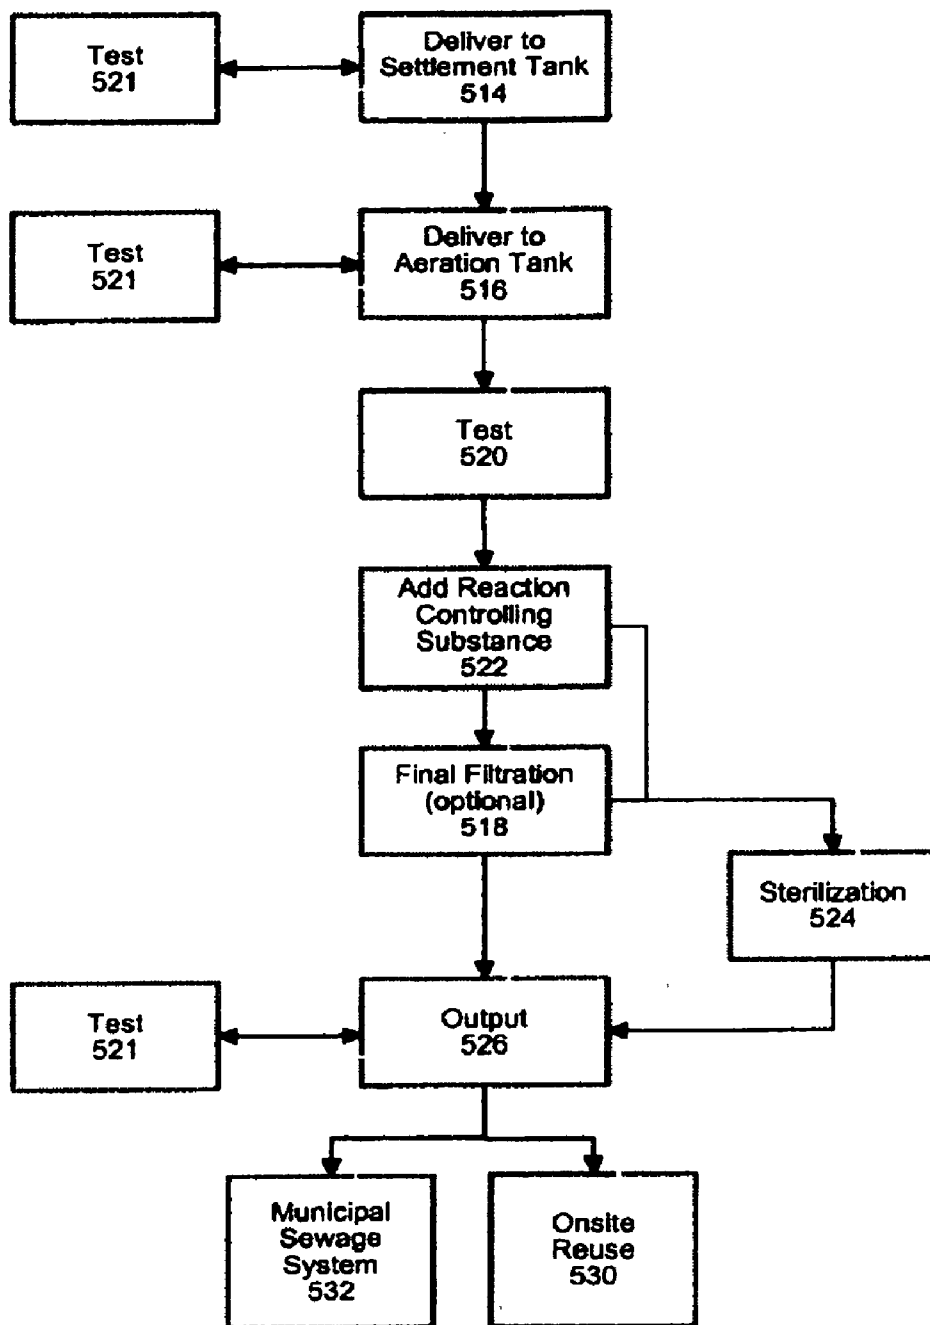 Test
521
Deliver to
Settlement Tank
514
Test
521
Deliver to
Aeration Tank
516
Test
520
Add Reaction
Controlling
Substance
522
Final Filtration
(optional)
518
Sterilization
524
Test
521
Output
526
Municipal
Sewage
System
532
Onsite
Reuse
530